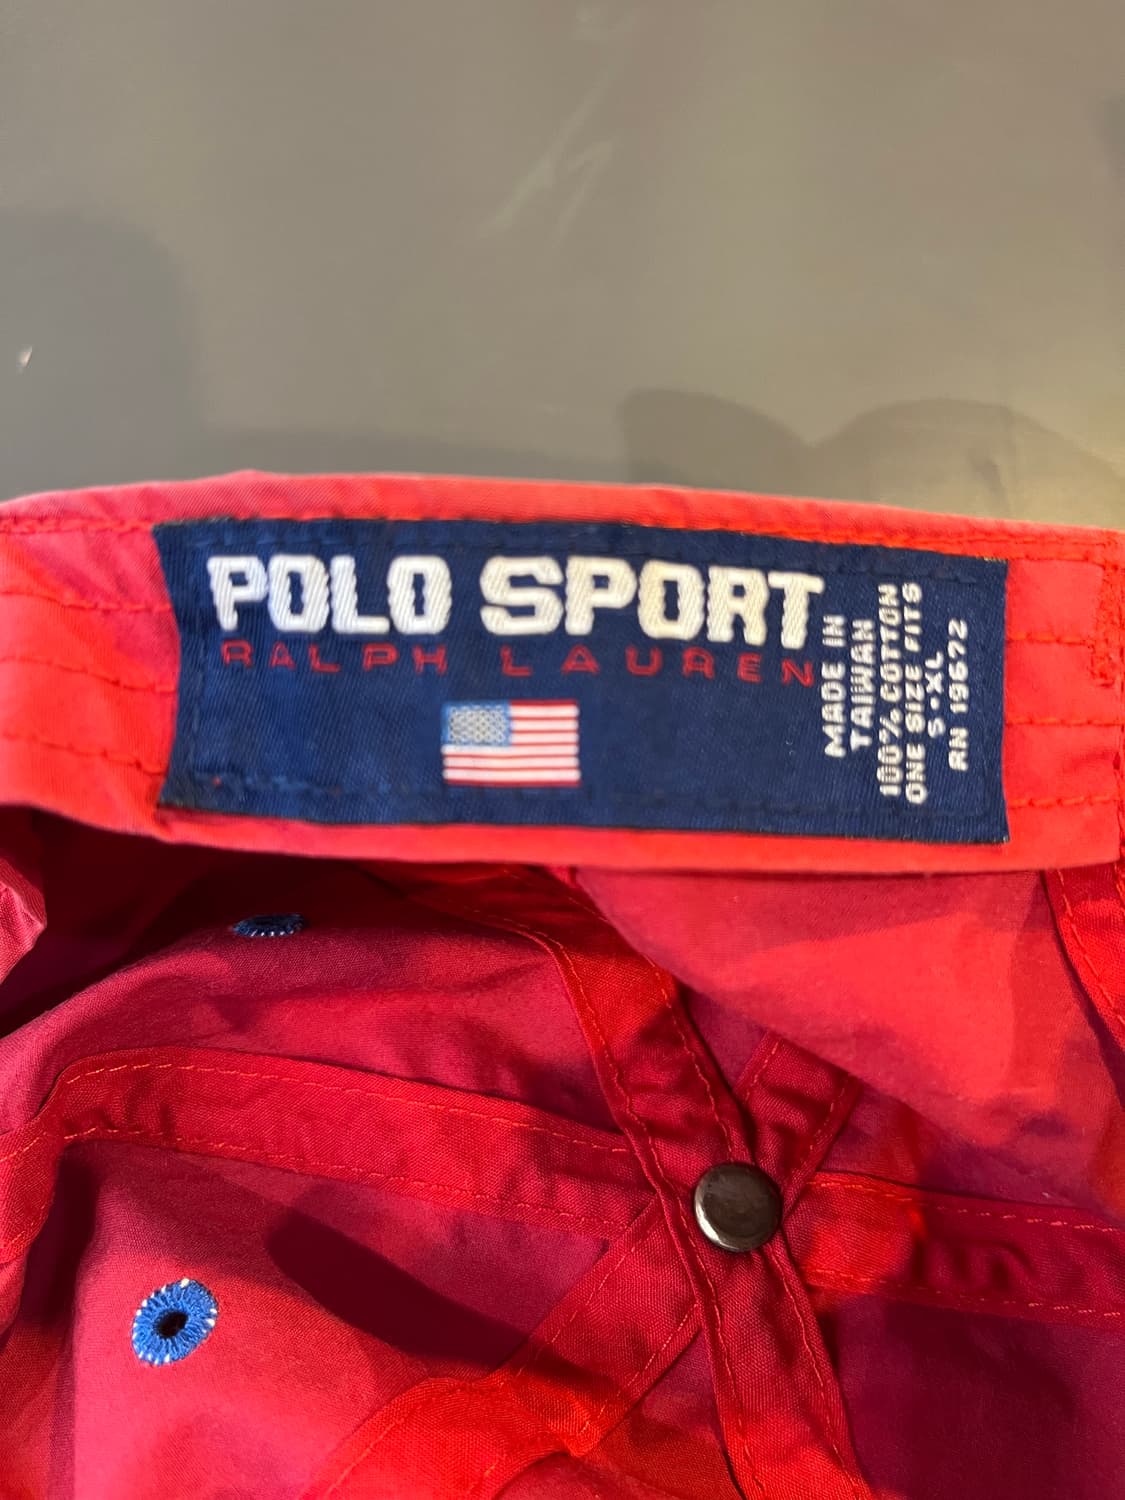 POLO SPORT
RALPH LAUREN
MADE IN
TAIWAN
100% COTTON
ONE SIZE FITS
S-XL
RN 19672